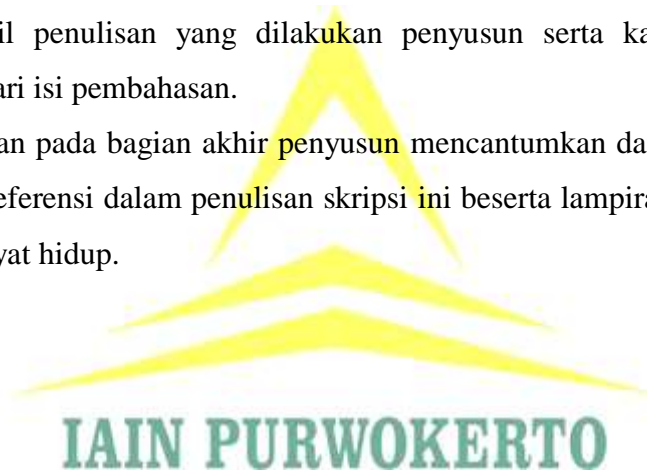 il penulisan yang dilakukan penyusun serta ka
ari isi pembahasan.
an pada bagian akhir penyusun mencantumkan da
eferensi dalam penulisan skripsi ini beserta lampira
yat hidup.
IAIN PURWOKERTO